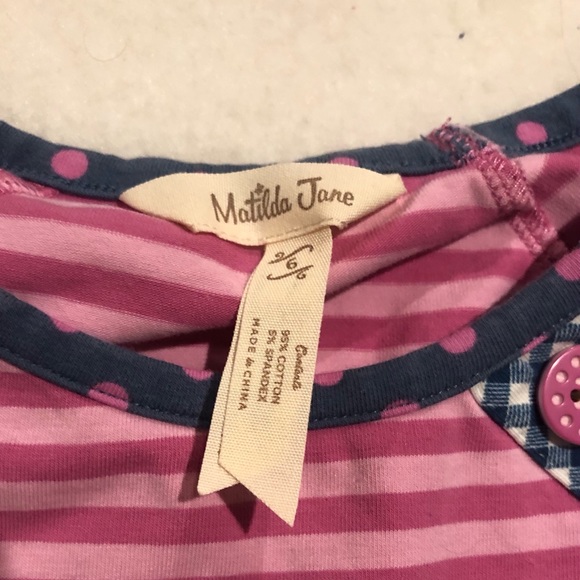 Matilda Jane
6
Contents
95% COTTON
5% SPANDEX
MADE in CHINA